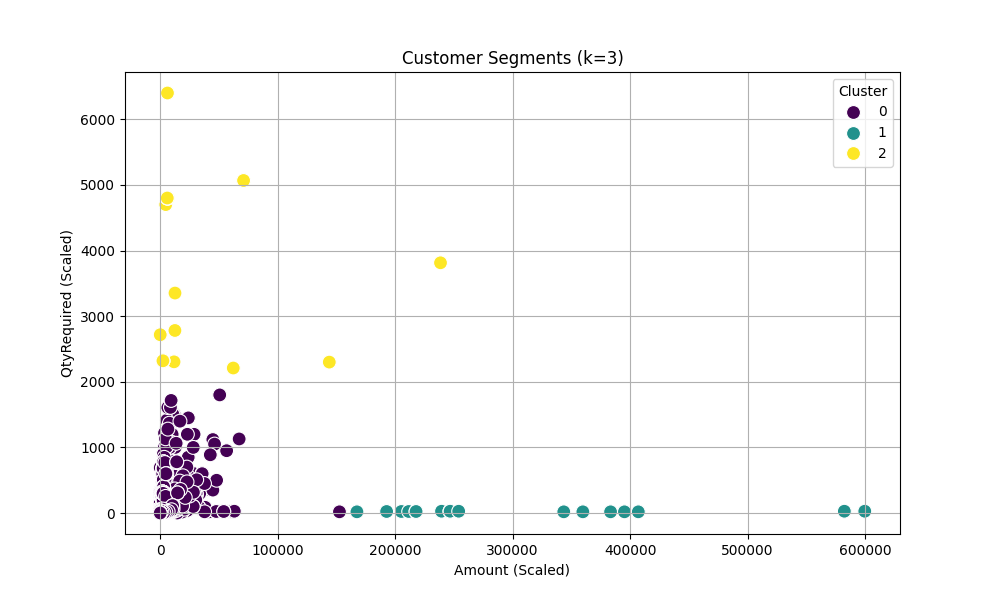 Customer Segments (k=3)
Cluster
0
1
2
6000
5000
4000
3000
2000
1000
0
QtyRequired (Scaled)
0 100000 200000 300000 400000 500000 600000
Amount (Scaled)